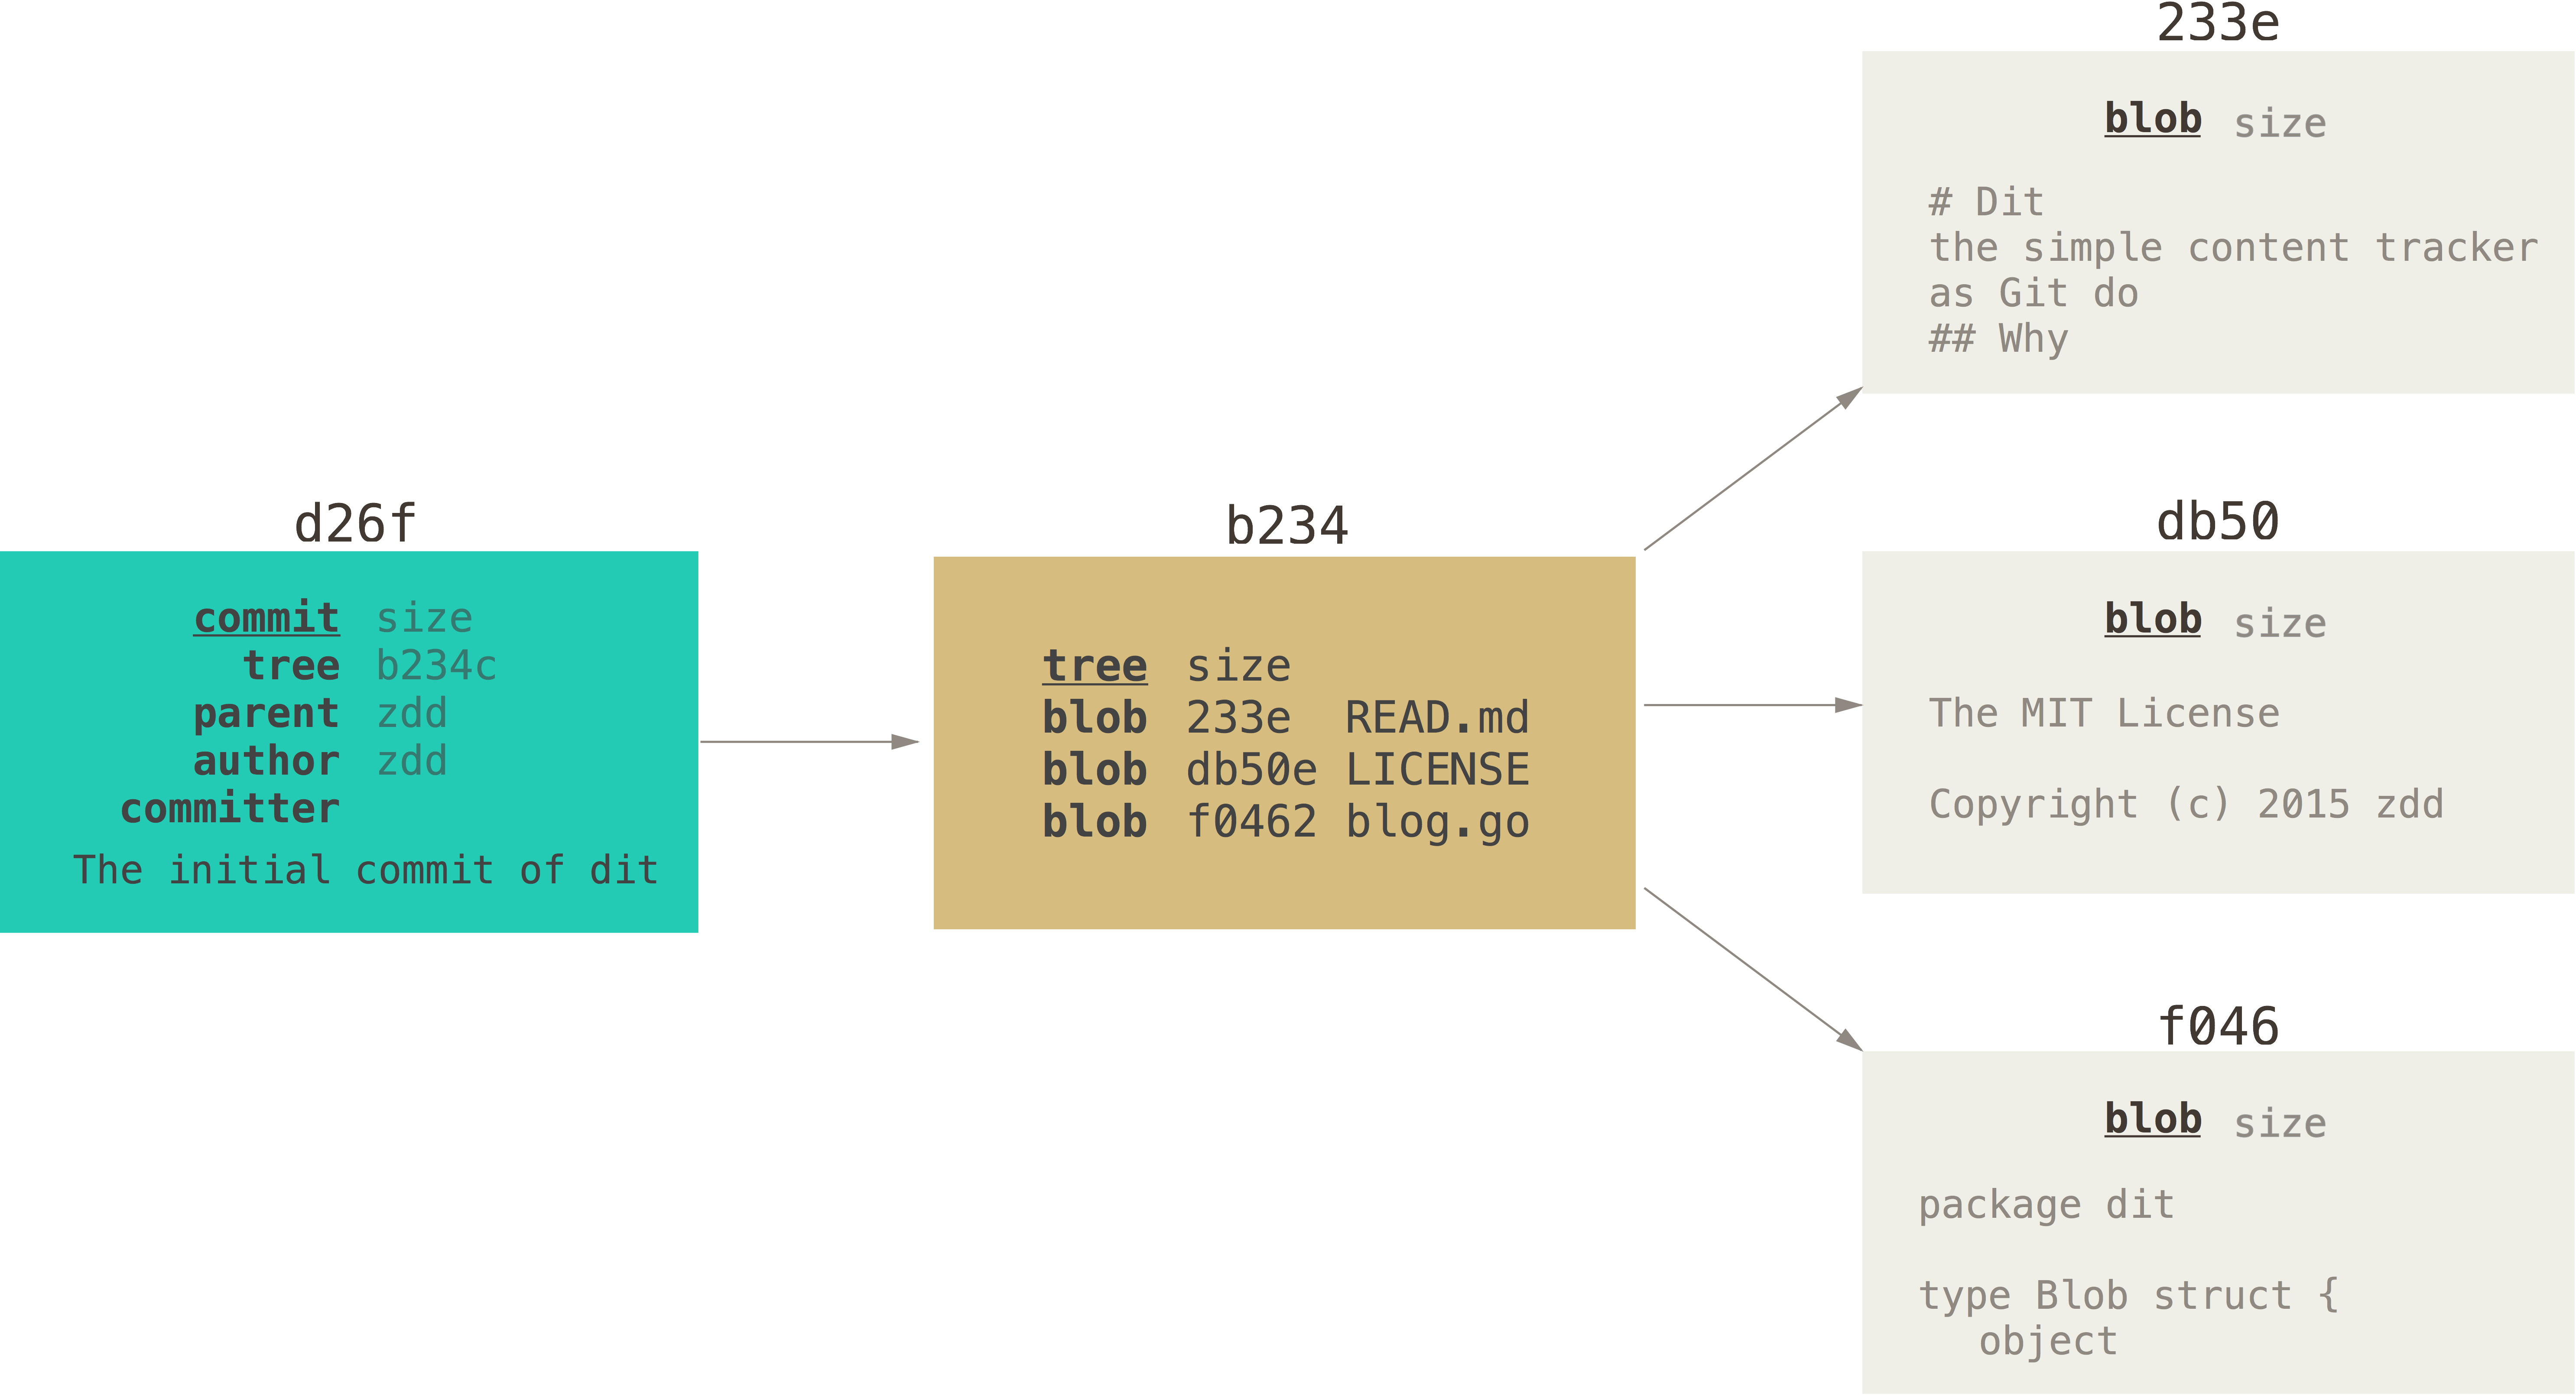 d26f
commit size
tree b234c
parent zdd
author zdd
committer
The initial commit of dit
b234
tree size
blob 233e READ.md
blob db50e LICENSE
blob f0462 blog.go
233e
blob size
# Dit
the simple content tracker
as Git do
## Why
db50
blob size
The MIT License
Copyright (c) 2015 zdd
f046
blob size
package dit
type Blob struct {
object